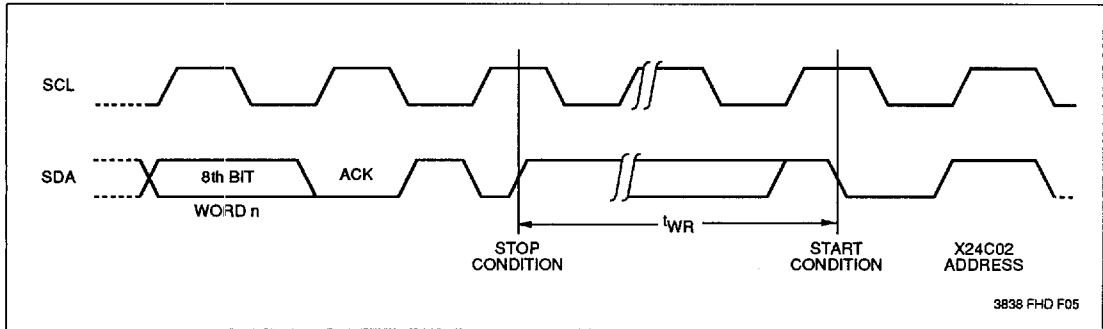 SCL
SDA
8th BIT
ACK
WORD n
tWR
STOP
CONDITION
START
CONDITION
X24C02
ADDRESS
3838 FHD F05